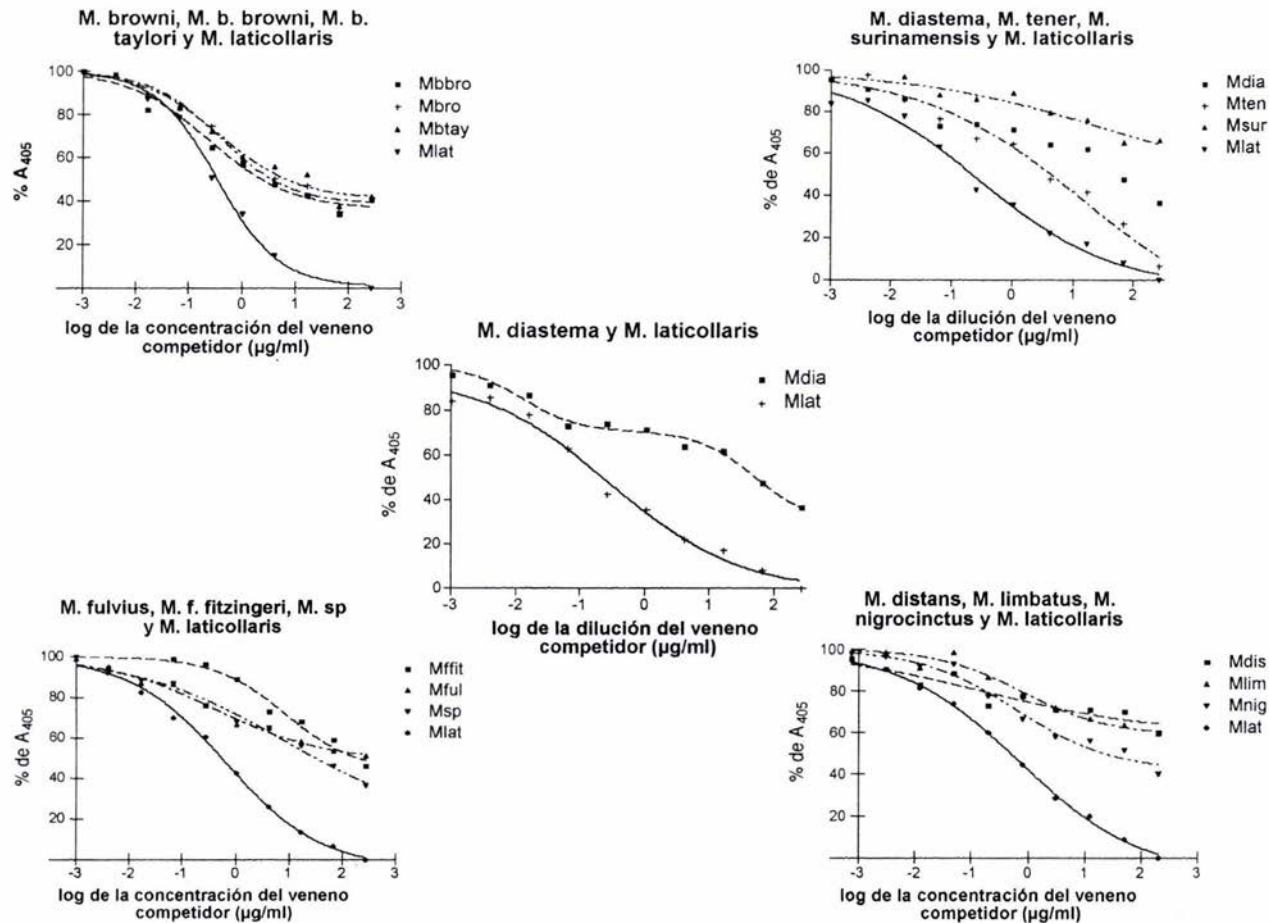 M. browni, M. b. browni, M. b.
taylori y M. laticollaris
100
80
60
40
20
% A405
-3 -2 -1 0 1 2 3
log de la concentración del veneno
competidor (µg/ml)
Mbbro
Mbro
Mbtay
Mlat
M. diastema, M. tener, M.
surinamensis y M. laticollaris
100
80
60
40
20
0
% de A405
-3 -2 -1 0 1 2
log de la dilución del veneno
competidor (µg/ml)
Mdia
Mten
Msur
Mlat
M. diastema y M. laticollaris
100
80
60
40
20
0
% de A405
-3 -2 -1 0 1 2
log de la dilución del veneno
competidor (µg/ml)
Mdia
Mlat
M. fulvius, M. f. fitzingeri, M. sp
y M. laticollaris
100
80
60
40
20
% de A405
-3 -2 -1 0 1 2 3
log de la concentración del veneno
competidor (µg/ml)
Mffit
Mful
Msp
Mlat
M. distans, M. limbatus, M.
nigrocinctus y M. laticollaris
100
80
60
40
20
% de A405
-3 -2 -1 0 1 2 3
log de la concentración del veneno
competidor (µg/ml)
Mdis
Mlim
Mnig
Mlat